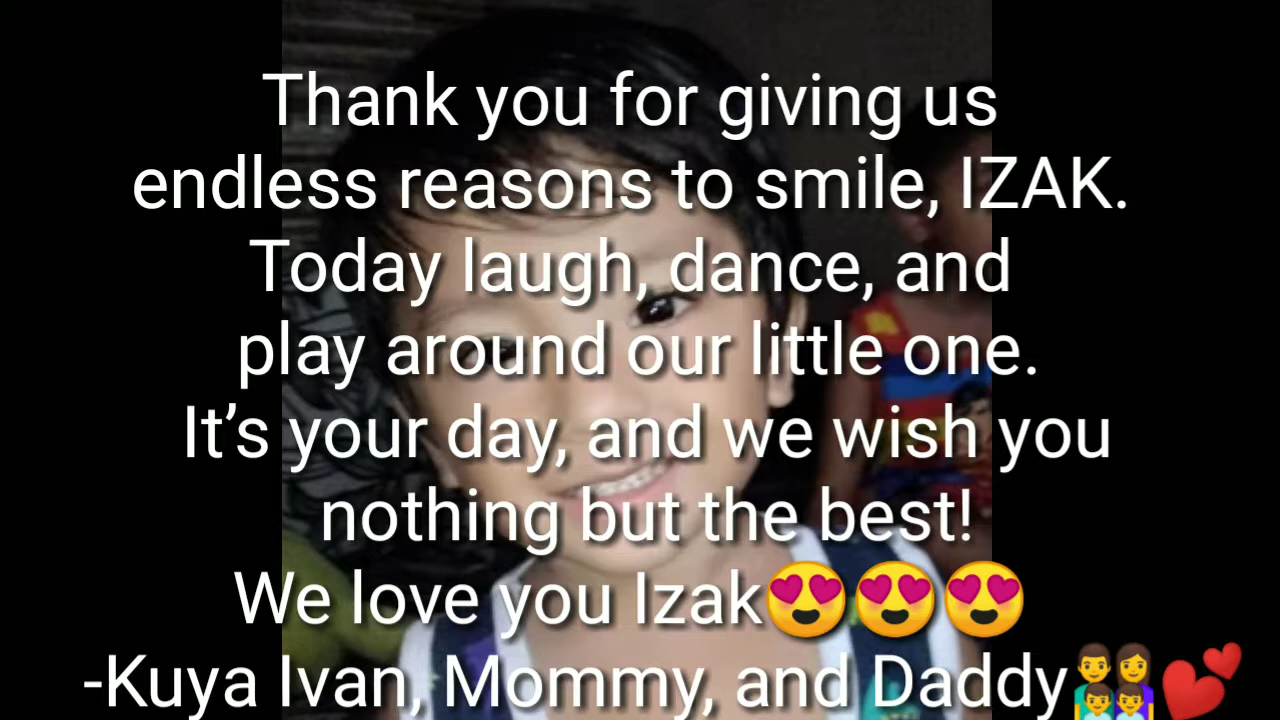 Thank you for giving us
endless reasons to smile, IZAK.
Today laugh, dance, and
play around our little one.
It’s your day, and we wish you
nothing but the best!
We love you Izak😍😍😍
-Kuya Ivan, Mommy, and Daddy👨‍👩‍👦‍👦💕